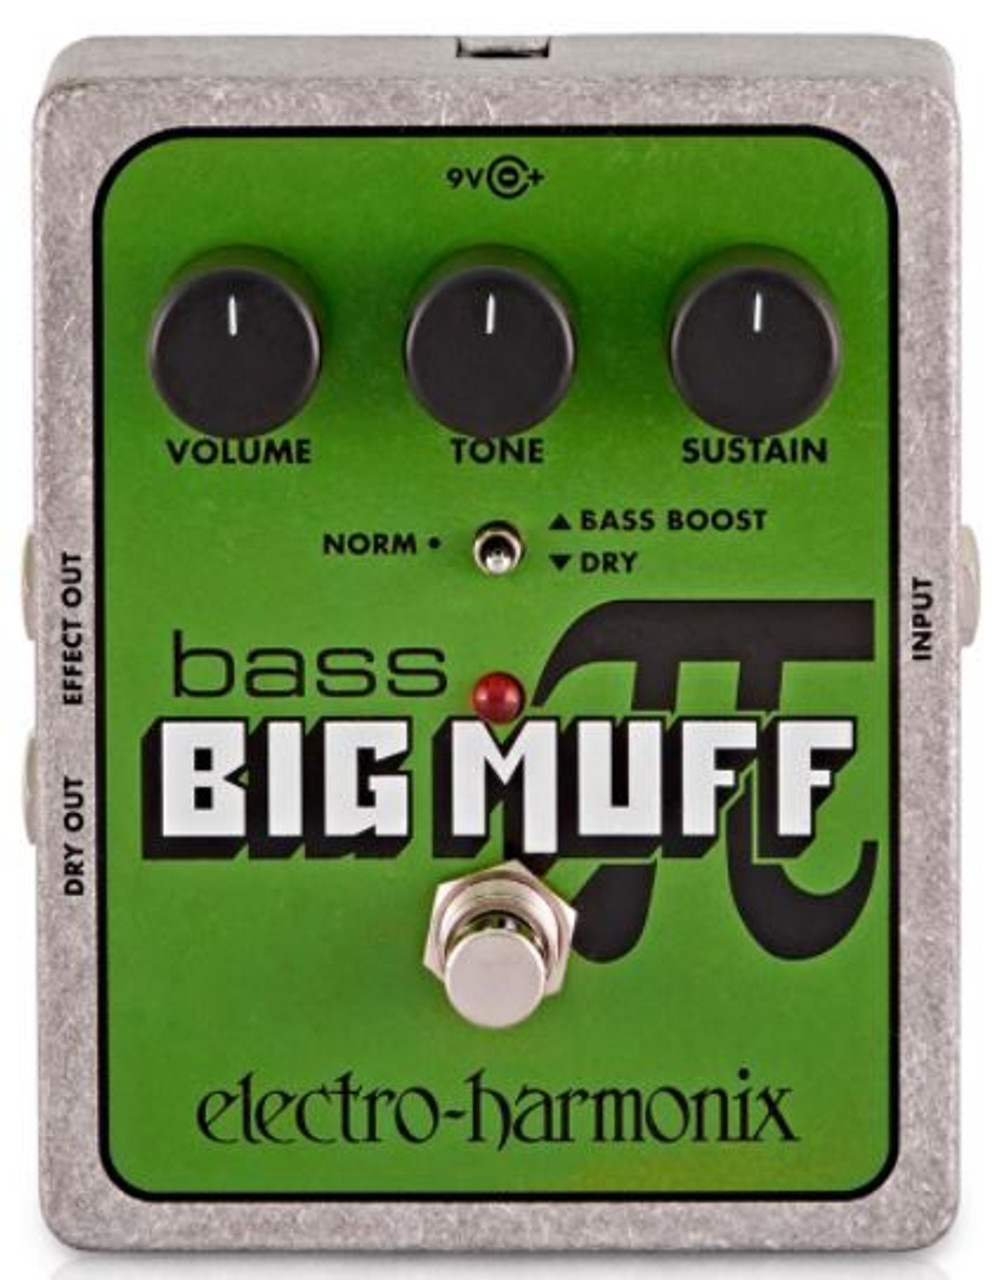 9V⊖+
VOLUME
TONE
SUSTAIN
NORM •
▲ BASS BOOST
▼ DRY
EFFECT OUT
DRY OUT
INPUT
bass
BIG MUFF
π
electro-harmonix